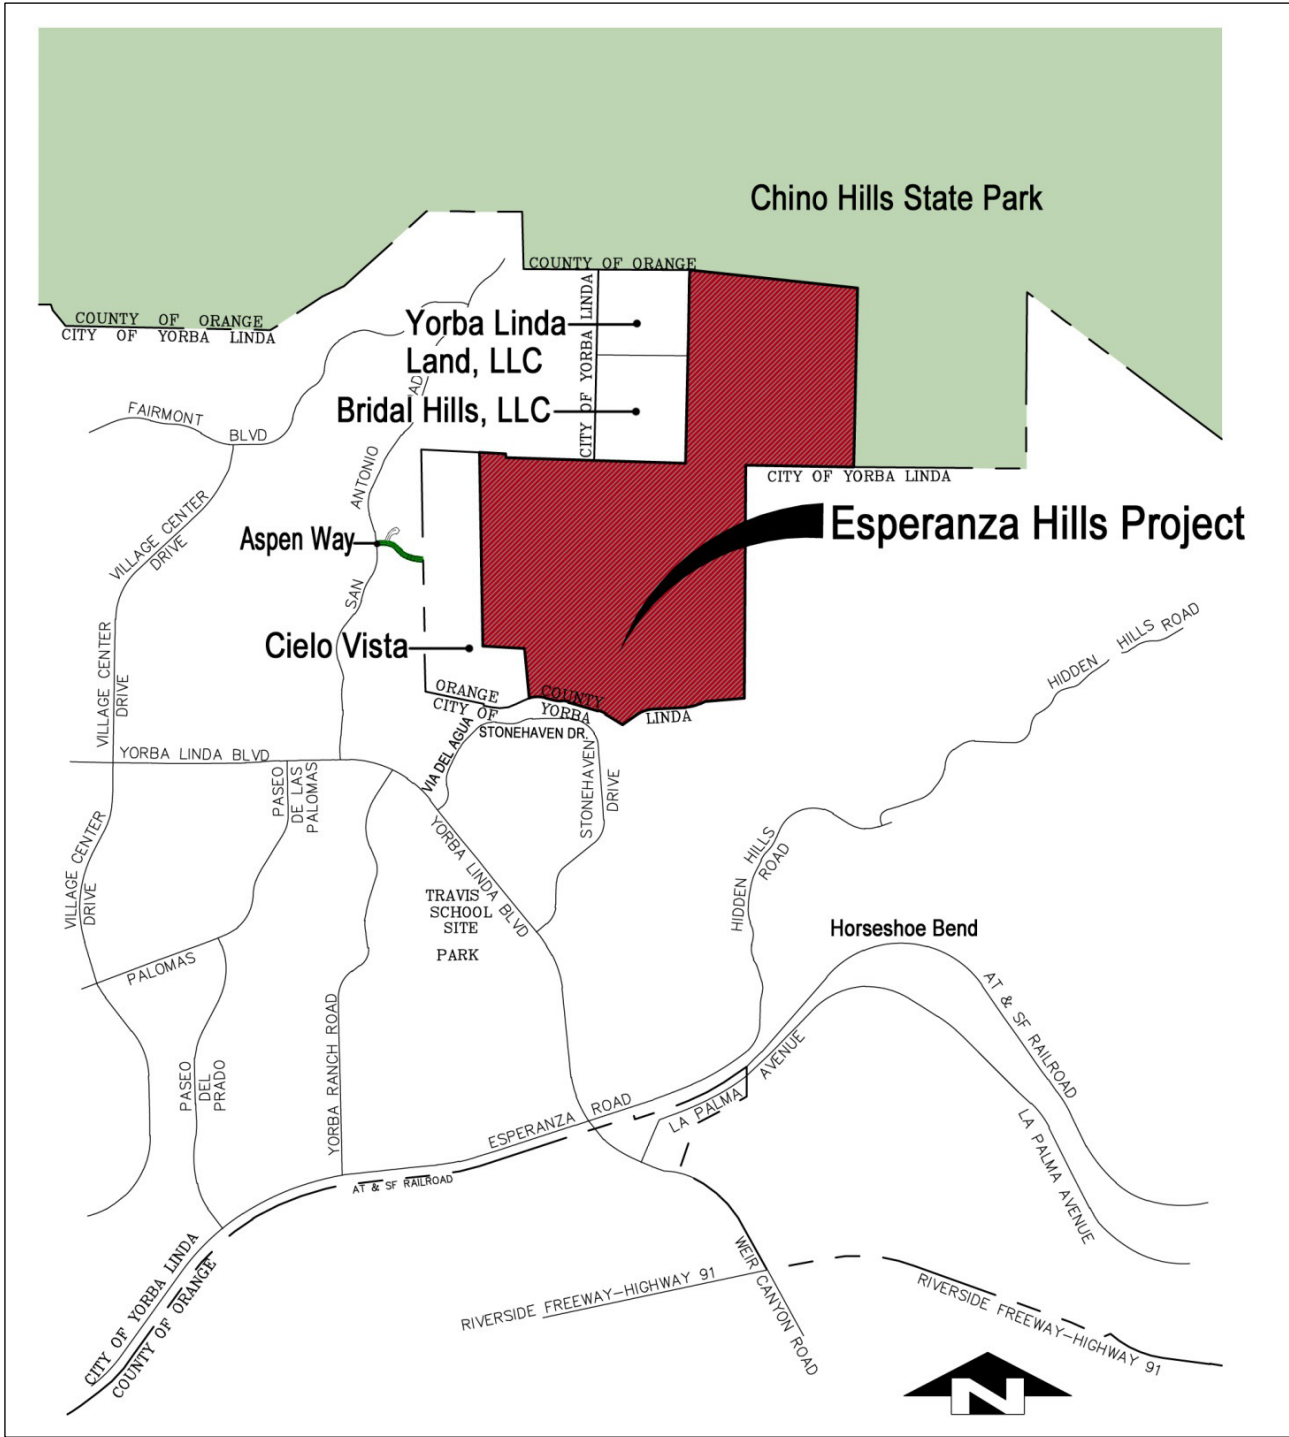 Chino Hills State Park
COUNTY OF ORANGE
COUNTY OF ORANGE
CITY OF YORBA LINDA
CITY OF YORBA LINDA
Yorba Linda
Land, LLC
AD
Bridal Hills, LLC
CITY OF YORBA LINDA
FAIRMONT
BLVD
ANTONIO
CITY OF YORBA LINDA
VILLAGE CENTER
DRIVE
Esperanza Hills Project
Aspen Way
SAN
HIDDEN HILLS ROAD
Cielo Vista
VILLAGE CENTER
DRIVE
ORANGE COUNTY
CITY OF YORBA LINDA
VIA DEL AGUA
STONEHAVEN DR.
STONEHAVEN
DRIVE
YORBA LINDA BLVD
PASEO
DE LAS
PALOMAS
YORBA LINDA BLVD
HIDDEN HILLS
ROAD
VILLAGE CENTER
DRIVE
TRAVIS
SCHOOL
SITE
PARK
Horseshoe Bend
PALOMAS
AT & SF RAILROAD
YORBA RANCH ROAD
PASEO
DEL
PRADO
AVENUE
LA PALMA
ESPERANZA ROAD
LA PALMA AVENUE
AT & SF RAILROAD
CITY OF YORBA LINDA
COUNTY OF ORANGE
WEIR CANYON ROAD
RIVERSIDE FREEWAY-HIGHWAY 91
RIVERSIDE FREEWAY-HIGHWAY 91
N